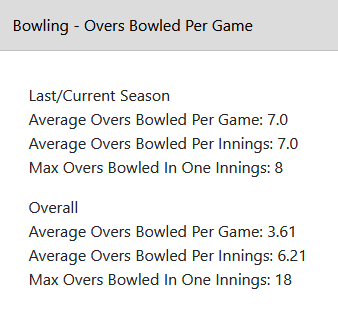 Bowling - Overs Bowled Per Game
Last/Current Season
Average Overs Bowled Per Game: 7.0
Average Overs Bowled Per Innings: 7.0
Max Overs Bowled In One Innings: 8
Overall
Average Overs Bowled Per Game: 3.61
Average Overs Bowled Per Innings: 6.21
Max Overs Bowled In One Innings: 18